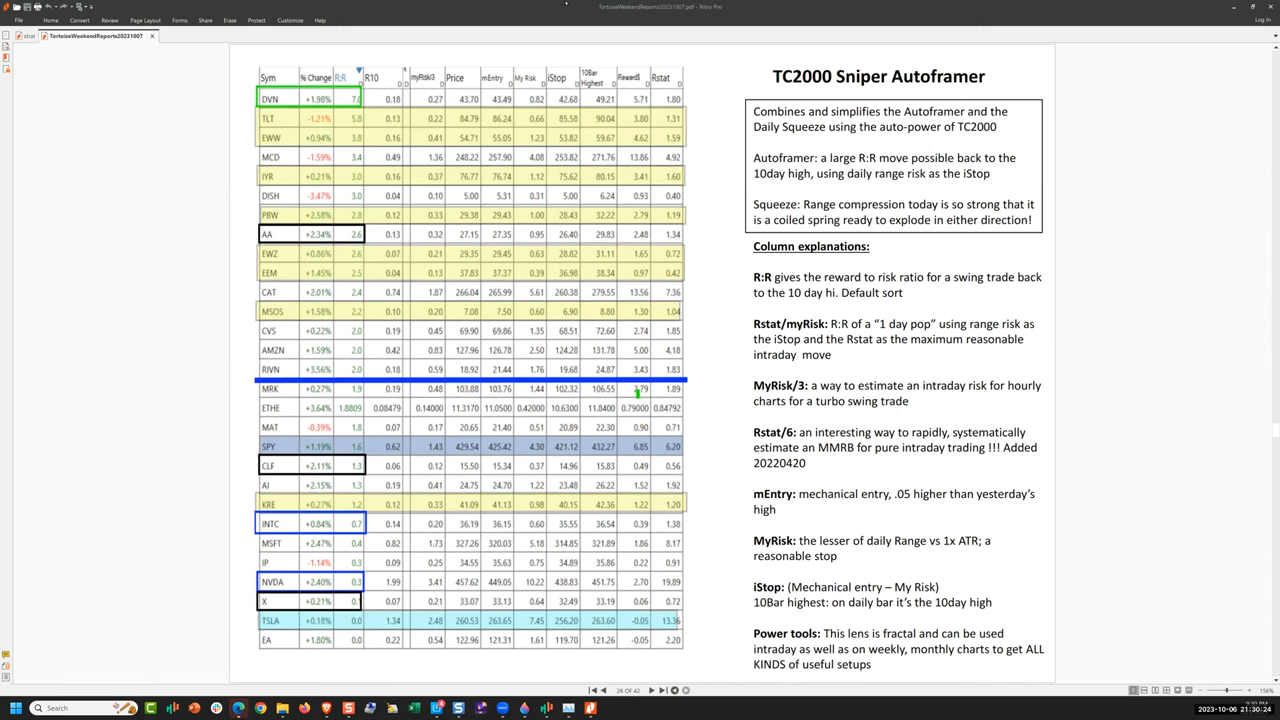 TortoiseWeekendReports20231007.pdf - Nitro Pro
File Home Convert Review Page Layout Forms Share Erase Protect Customize Help
Log In
strat TortoiseWeekendReports20231007
Sym % Change R:R R10 myRisk/3 Price mEntry My Risk iStop 10Bar Highest Reward$ Rstat
DVN +1.98% 7.0 0.18 0.27 43.70 43.49 0.82 42.68 49.21 5.71 1.80
TLT -1.21% 5.8 0.13 0.22 84.79 86.24 0.66 85.58 90.04 3.80 1.31
EWW +0.94% 3.8 0.16 0.41 54.71 55.05 1.23 53.82 59.67 4.62 1.59
MCD -1.59% 3.4 0.49 1.36 248.22 257.90 4.08 253.82 271.76 13.86 4.92
IYR +0.21% 3.0 0.16 0.37 76.77 76.74 1.12 75.62 80.15 3.41 1.60
DISH -3.47% 3.0 0.04 0.10 5.00 5.31 0.31 5.00 6.24 0.93 0.40
PBW +2.58% 2.8 0.12 0.33 29.38 29.43 1.00 28.43 32.22 2.79 1.19
AA +2.34% 2.6 0.13 0.32 27.15 27.35 0.95 26.40 29.83 2.48 1.34
EWZ +0.86% 2.6 0.07 0.21 29.35 29.45 0.63 28.82 31.11 1.65 0.72
EEM +1.45% 2.5 0.04 0.13 37.83 37.37 0.39 36.98 38.34 0.97 0.42
CAT +2.01% 2.4 0.74 1.87 266.04 265.99 5.61 260.38 279.55 13.56 7.36
MSOS +1.58% 2.2 0.10 0.20 7.08 7.50 0.60 6.90 8.80 1.30 1.04
CVS +0.22% 2.0 0.19 0.45 69.90 69.86 1.35 68.51 72.60 2.74 1.85
AMZN +1.59% 2.0 0.42 0.83 127.96 126.78 2.50 124.28 131.78 5.00 4.18
RIVN +3.56% 2.0 0.18 0.59 18.92 21.44 1.76 19.68 24.87 3.43 1.83
MRK +0.27% 1.9 0.19 0.48 103.88 103.76 1.44 102.32 106.55 2.79 1.89
ETHE +3.64% 1.8809 0.08479 0.14000 11.3170 11.0500 0.42000 10.6300 11.8400 0.79000 0.84792
MAT -0.39% 1.8 0.07 0.17 20.65 21.40 0.51 20.89 22.30 0.90 0.71
SPY +1.19% 1.6 0.62 1.43 429.54 425.42 4.30 421.12 432.27 6.85 6.20
CLF +2.11% 1.3 0.06 0.12 15.50 15.34 0.37 14.96 15.83 0.49 0.56
AI +2.15% 1.3 0.19 0.41 24.75 24.70 1.22 23.48 26.22 1.52 1.92
KRE +0.27% 1.2 0.12 0.33 41.09 41.13 0.98 40.15 42.36 1.22 1.20
INTC +0.84% 0.7 0.14 0.20 36.19 36.15 0.60 35.55 36.54 0.39 1.38
MSFT +2.47% 0.4 0.82 1.73 327.26 320.03 5.18 314.85 321.89 1.86 8.17
IP -1.14% 0.3 0.09 0.25 34.55 35.63 0.75 34.89 35.86 0.22 0.91
NVDA +2.40% 0.3 1.99 3.41 457.62 449.05 10.22 438.83 451.75 2.70 19.89
X +0.21% 0.1 0.07 0.21 33.07 33.13 0.64 32.49 33.19 0.06 0.72
TSLA +0.18% 0.0 1.34 2.48 260.53 263.65 7.45 256.20 263.60 -0.05 13.36
EA +1.80% 0.0 0.22 0.54 122.96 121.31 1.61 119.70 121.26 -0.05 2.20
TC2000 Sniper Autoframer
Combines and simplifies the Autoframer and the
Daily Squeeze using the auto-power of TC2000
Autoframer: a large R:R move possible back to the
10day high, using daily range risk as the iStop
Squeeze: Range compression today is so strong that it
is a coiled spring ready to explode in either direction!
Column explanations:
R:R gives the reward to risk ratio for a swing trade back
to the 10 day hi. Default sort
Rstat/myRisk: R:R of a “1 day pop” using range risk as
the iStop and the Rstat as the maximum reasonable
intraday move
MyRisk/3: a way to estimate an intraday risk for hourly
charts for a turbo swing trade
Rstat/6: an interesting way to rapidly, systematically
estimate an MMRB for pure intraday trading !!! Added
20220420
mEntry: mechanical entry, .05 higher than yesterday’s
high
MyRisk: the lesser of daily Range vs 1x ATR; a
reasonable stop
iStop: (Mechanical entry – My Risk)
10Bar highest: on daily bar it’s the 10day high
Power tools: This lens is fractal and can be used
intraday as well as on weekly, monthly charts to get ALL
KINDS of useful setups
26 OF 42
156%
Search
2023-10-06 21:30:24